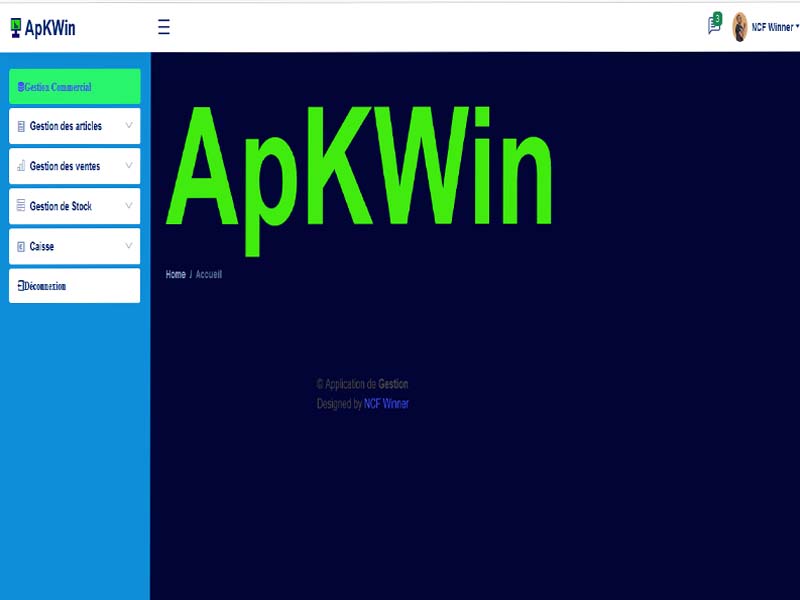 ApKWin
3
NCF Winner
Gestion Commercial
Gestion des articles
Gestion des ventes
Gestion de Stock
Caisse
Déconnexion
ApKWin
Home / Accueil
© Application de Gestion
Designed by NCF Winner